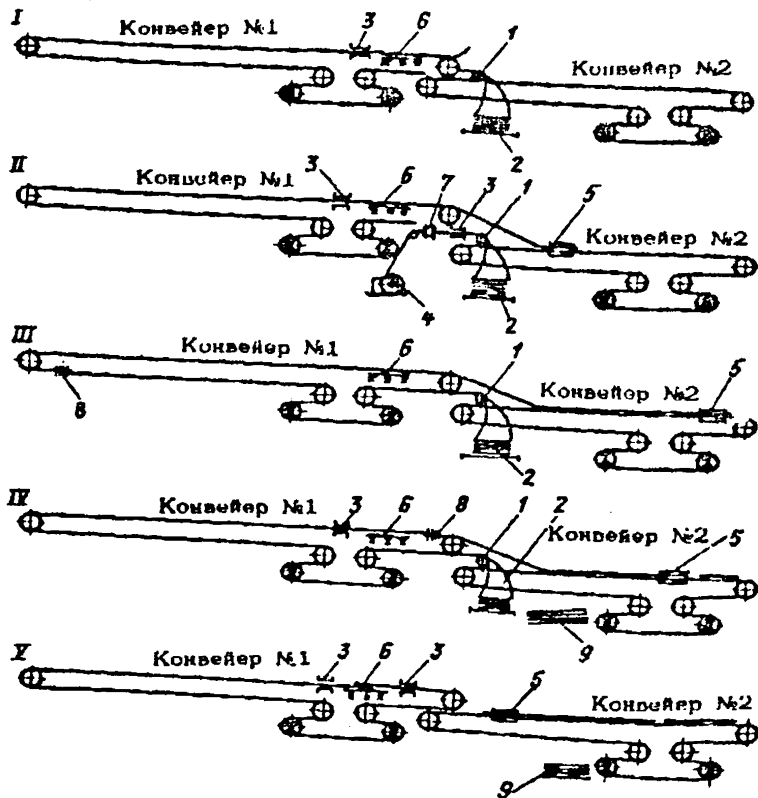 I
Конвейер №1 3 6 1 Конвейер №2
2
II
Конвейер №1 3 6 7 3 1 5 Конвейер №2
4 2
III
Конвейер №1 6 1 Конвейер №2 5
8 2
IV
Конвейер №1 3 6 8 1 2 Конвейер №2 5
9
V
Конвейер №1 3 6 3 5 Конвейер №2
9